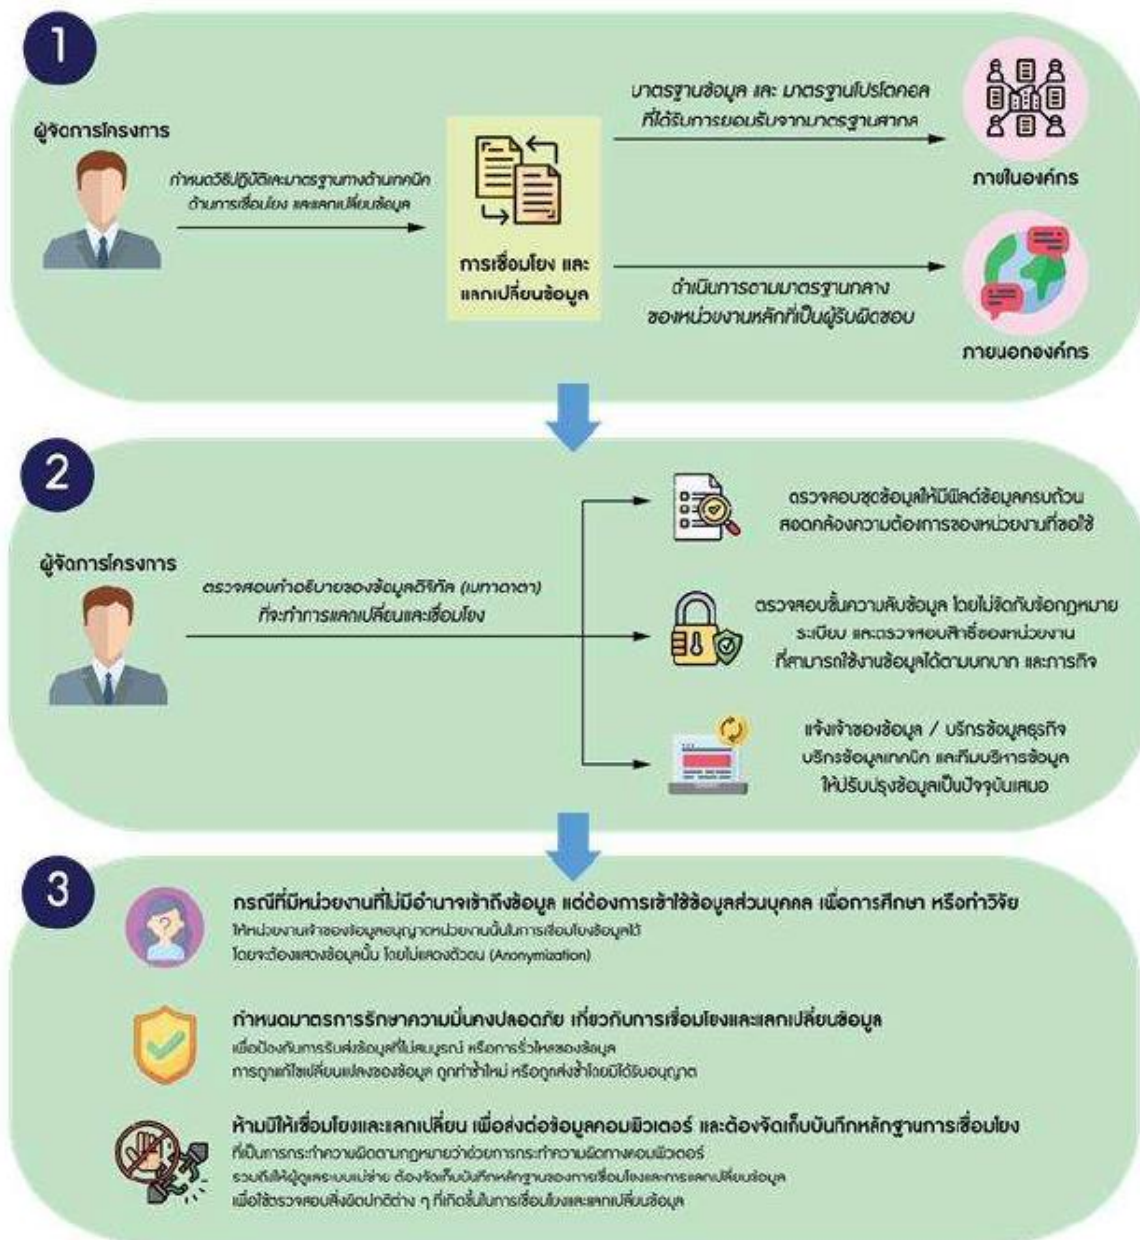 1
ผู้จัดการโครงการ
กำหนดวิธีปฏิบัติและมาตรฐานทางด้านเทคนิค
ด้านการเชื่อมโยง และแลกเปลี่ยนข้อมูล
การเชื่อมโยง และ
แลกเปลี่ยนข้อมูล
มาตรฐานข้อมูล และ มาตรฐานโปรโตคอล
ที่ได้รับการยอมรับจากมาตรฐานสากล
ภายในองค์กร
ดำเนินการตามมาตรฐานกลาง
ของหน่วยงานหลักที่เป็นผู้รับผิดชอบ
ภายนอกองค์กร
2
ผู้จัดการโครงการ
ตรวจสอบคำอธิบายของข้อมูลดิจิทัล (เมทาดาตา)
ที่จะทำการแลกเปลี่ยนและเชื่อมโยง
ตรวจสอบชุดข้อมูลให้มีฟิลด์ข้อมูลครบถ้วน
สอดคล้องความต้องการของหน่วยงานที่ขอใช้
ตรวจสอบชั้นความลับข้อมูล โดยไม่ขัดกับข้อกฎหมาย
ระเบียบ และตรวจสอบสิทธิ์ของหน่วยงาน
ที่สามารถใช้งานข้อมูลได้ตามบทบาท และภารกิจ
แจ้งเจ้าของข้อมูล / บริกรข้อมูลธุรกิจ
บริกรข้อมูลเทคนิค และทีมบริหารข้อมูล
ให้ปรับปรุงข้อมูลเป็นปัจจุบันเสมอ
3
กรณีที่มีหน่วยงานที่ไม่มีอำนาจเข้าถึงข้อมูล แต่ต้องการเข้าใช้ข้อมูลส่วนบุคคล เพื่อการศึกษา หรือทำวิจัย
ให้หน่วยงานเจ้าของข้อมูลอนุญาตหน่วยงานนั้นในการเชื่อมโยงข้อมูลได้
โดยจะต้องแสดงข้อมูลนั้น โดยไม่แสดงตัวตน (Anonymization)
กำหนดมาตรการรักษาความมั่นคงปลอดภัย เกี่ยวกับการเชื่อมโยงและแลกเปลี่ยนข้อมูล
เพื่อป้องกันการรับส่งข้อมูลที่ไม่สมบูรณ์ หรือการรั่วไหลของข้อมูล
การถูกแก้ไขเปลี่ยนแปลงของข้อมูล ถูกทำซ้ำใหม่ หรือถูกส่งซ้ำโดยมิได้รับอนุญาต
ห้ามมิให้เชื่อมโยงและแลกเปลี่ยน เพื่อส่งต่อข้อมูลคอมพิวเตอร์ และต้องจัดเก็บบันทึกหลักฐานการเชื่อมโยง
ที่เป็นการกระทำความผิดตามกฎหมายว่าด้วยการกระทำความผิดทางคอมพิวเตอร์
รวมถึงให้ผู้ดูแลระบบแม่ข่าย ต้องจัดเก็บบันทึกหลักฐานของการเชื่อมโยงและการแลกเปลี่ยนข้อมูล
เพื่อใช้ตรวจสอบสิ่งผิดปกติต่าง ๆ ที่เกิดขึ้นในการเชื่อมโยงและแลกเปลี่ยนข้อมูล